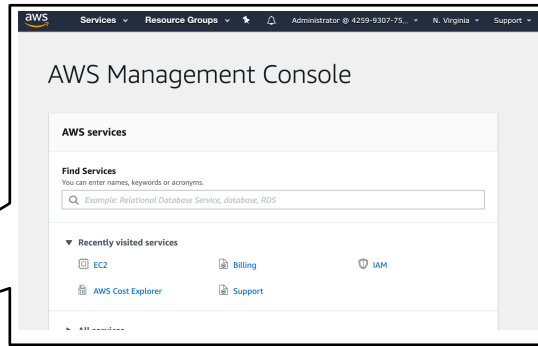 aws Services Resource Groups Administrator @ 4259-9307-75... N. Virginia Support
AWS Management Console
AWS services
Find Services
You can enter names, keywords or acronyms.
Example: Relational Database Service, database, RDS
Recently visited services
EC2 Billing IAM
AWS Cost Explorer Support
All services